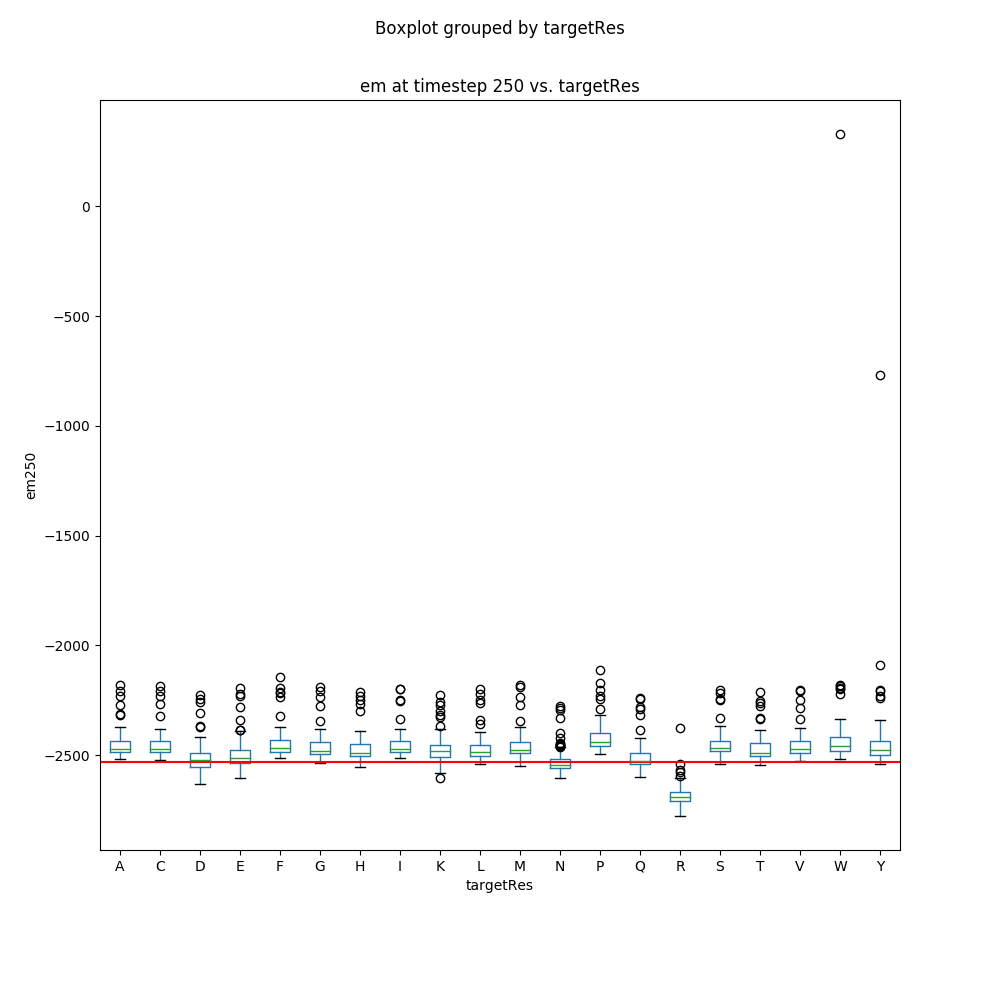 Boxplot grouped by targetRes
em at timestep 250 vs. targetRes
0
−500
−1000
−1500
−2000
−2500
em250
A C D E F G H I K L M N P Q R S T V W Y
targetRes